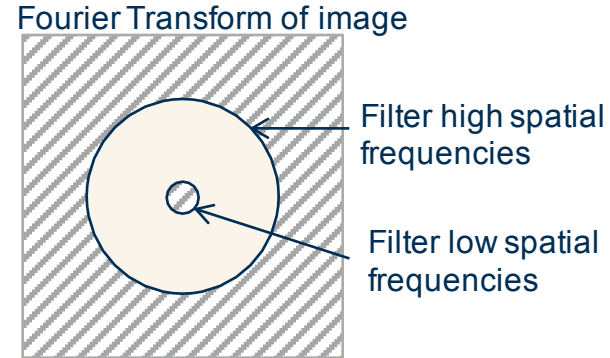 Fourier Transform of image
Filter high spatial
frequencies
Filter low spatial
frequencies